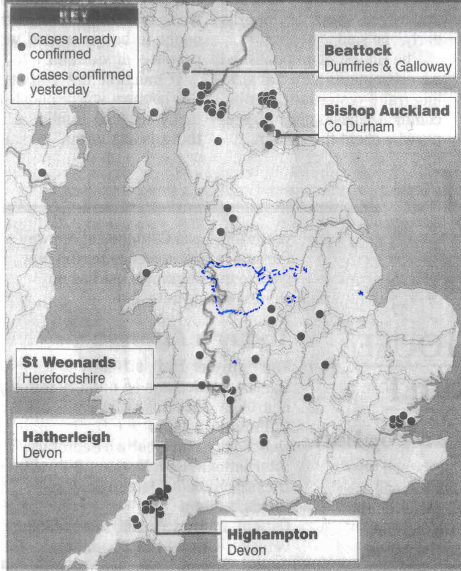 KEY
Cases already
confirmed
Cases confirmed
yesterday
Beattock
Dumfries & Galloway
Bishop Auckland
Co Durham
St Weonards
Herefordshire
Hatherleigh
Devon
Highampton
Devon